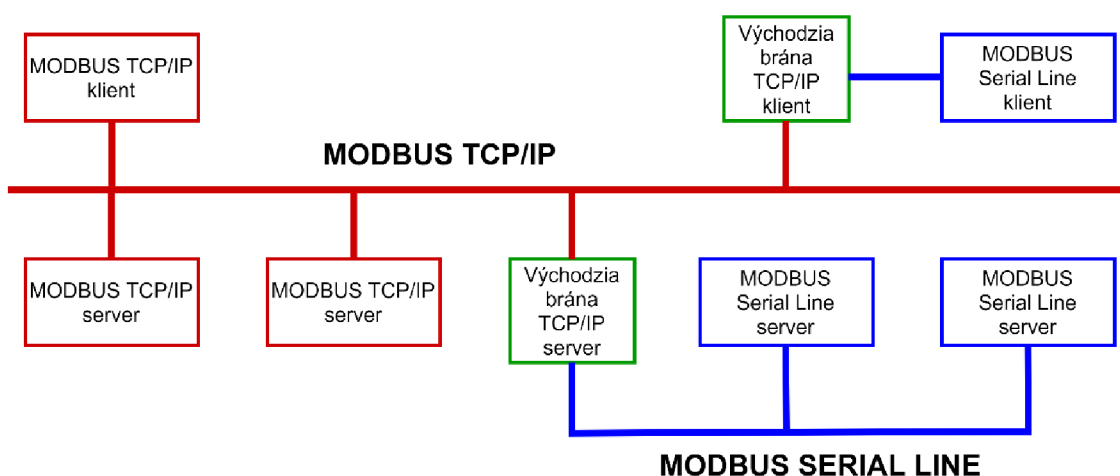 MODBUS TCP/IP
klient
Východzia
brána
TCP/IP
klient
MODBUS
Serial Line
klient
MODBUS TCP/IP
MODBUS TCP/IP
server
MODBUS TCP/IP
server
Východzia
brána
TCP/IP
server
MODBUS
Serial Line
server
MODBUS
Serial Line
server
MODBUS SERIAL LINE